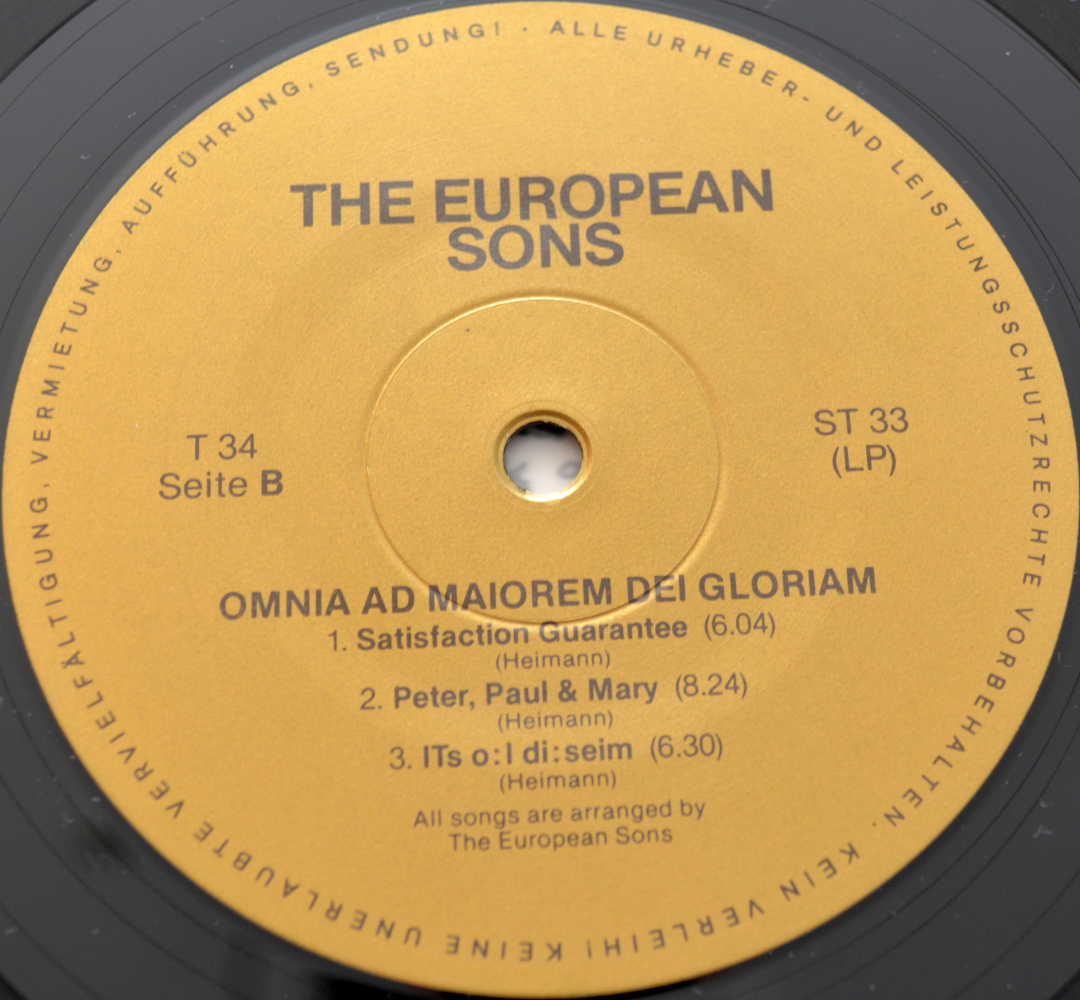 ALLE URHEBER- UND LEISTUNGSSCHUTZRECHTE VORBEHALTEN. KEIN VERLEIH! KEINE UNERLAUBTE VERVIELFÄLTIGUNG, VERMIETUNG, AUFFÜHRUNG, SENDUNG! ·
THE EUROPEAN
SONS
T 34
Seite B
ST 33
(LP)
OMNIA AD MAIOREM DEI GLORIAM
1. Satisfaction Guarantee (6.04)
(Heimann)
2. Peter, Paul & Mary (8.24)
(Heimann)
3. ITs o:l di:seim (6.30)
(Heimann)
All songs are arranged by
The European Sons